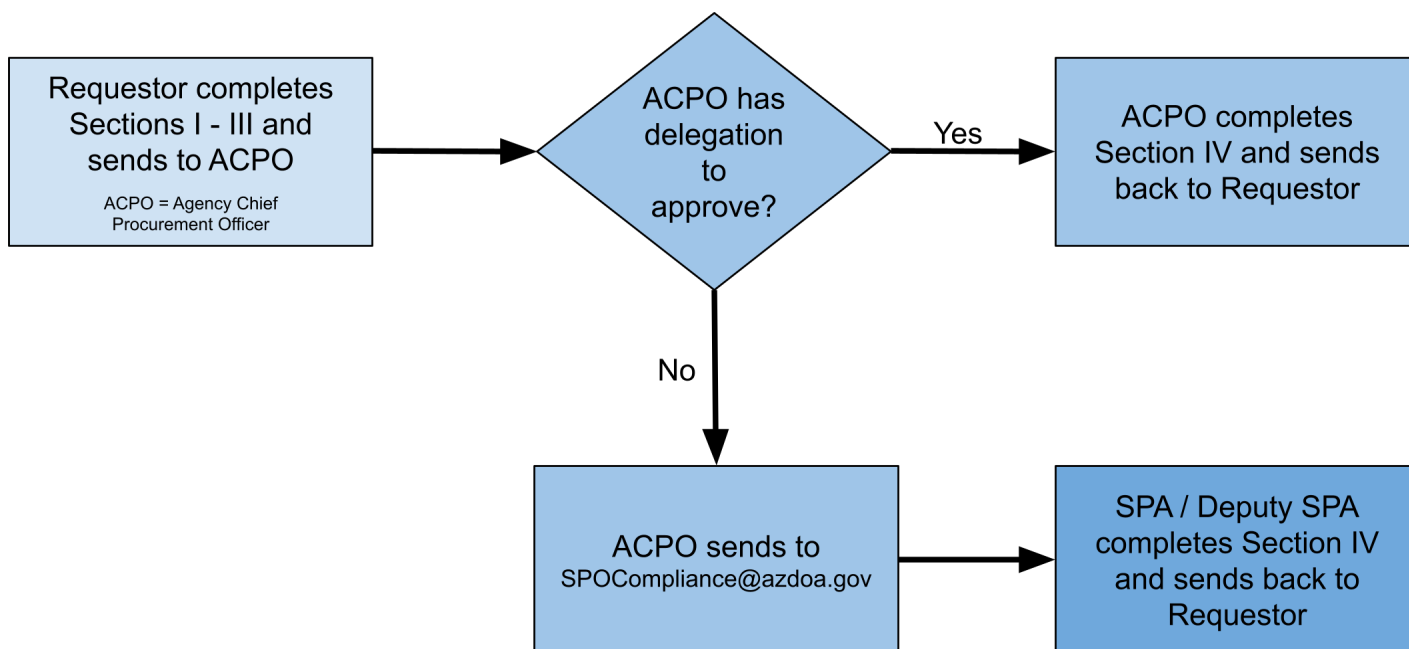 Requestor completes
Sections I - III and
sends to ACPO
ACPO = Agency Chief
Procurement Officer
ACPO has
delegation
to
approve?
Yes
ACPO completes
Section IV and sends
back to Requestor
No
ACPO sends to
SPOCompliance@azdoa.gov
SPA / Deputy SPA
completes Section IV
and sends back to
Requestor